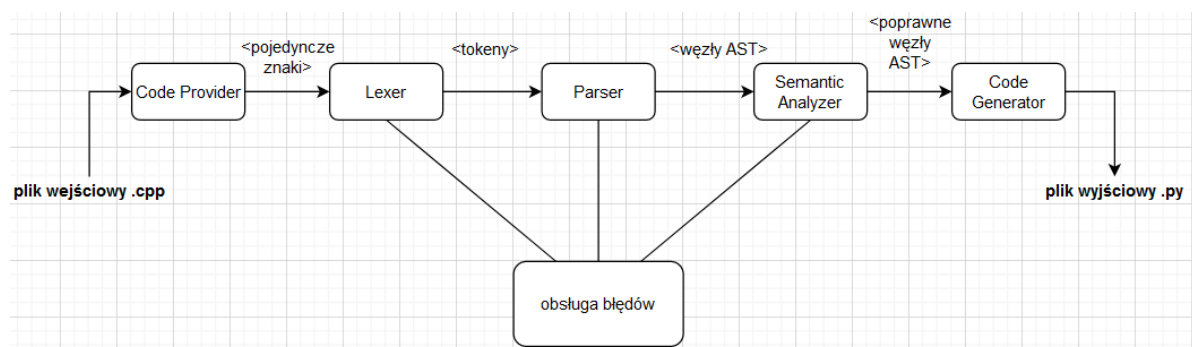 <pojedyncze
znaki>
<tokeny>
<węzły AST>
<poprawne
węzły
AST>
Code Provider
Lexer
Parser
Semantic
Analyzer
Code
Generator
plik wejściowy .cpp
plik wyjściowy .py
obsługa błędów